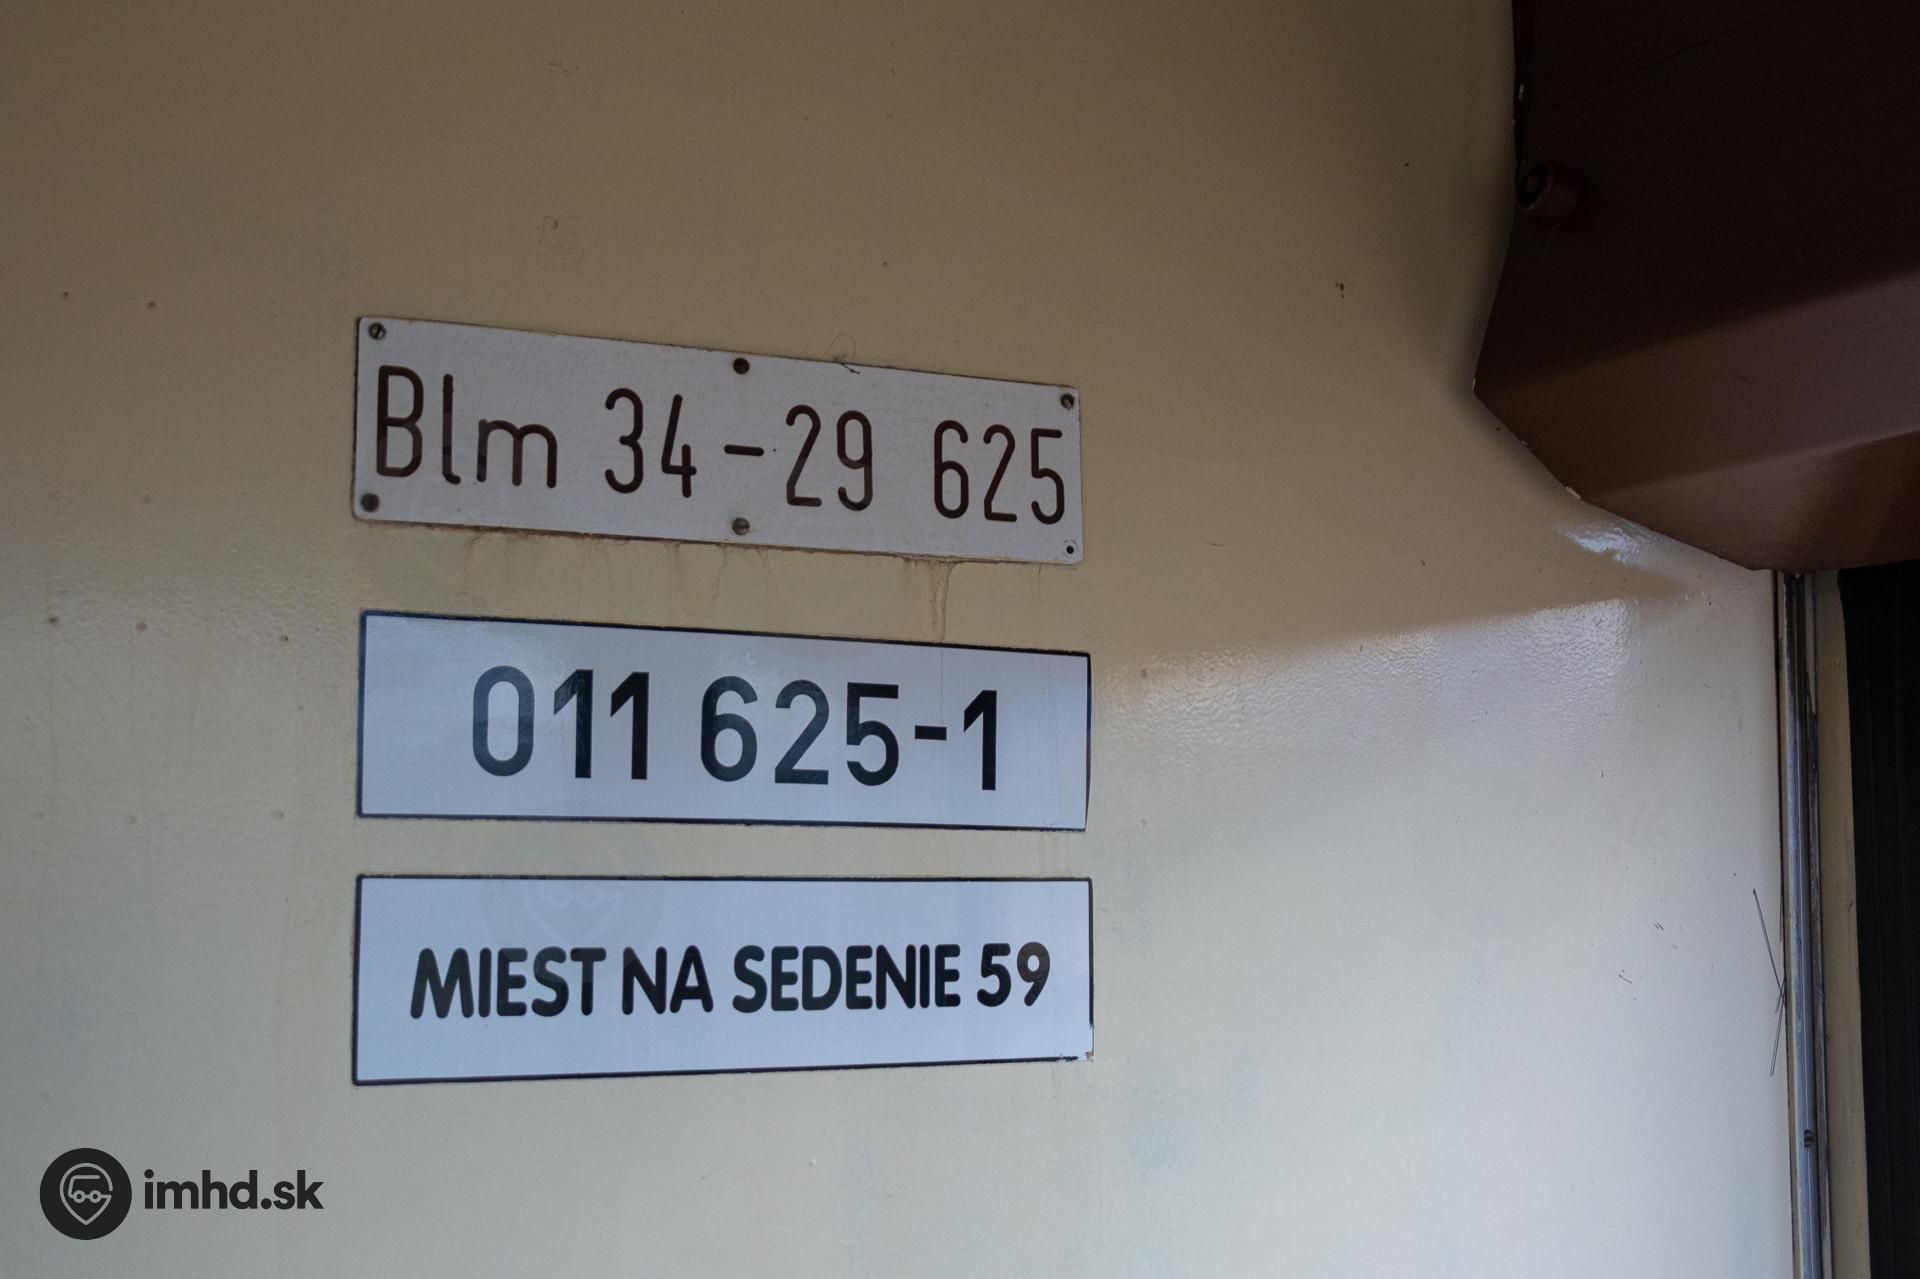 Blm 34-29 625
011 625-1
MIEST NA SEDENIE 59
imhd.sk